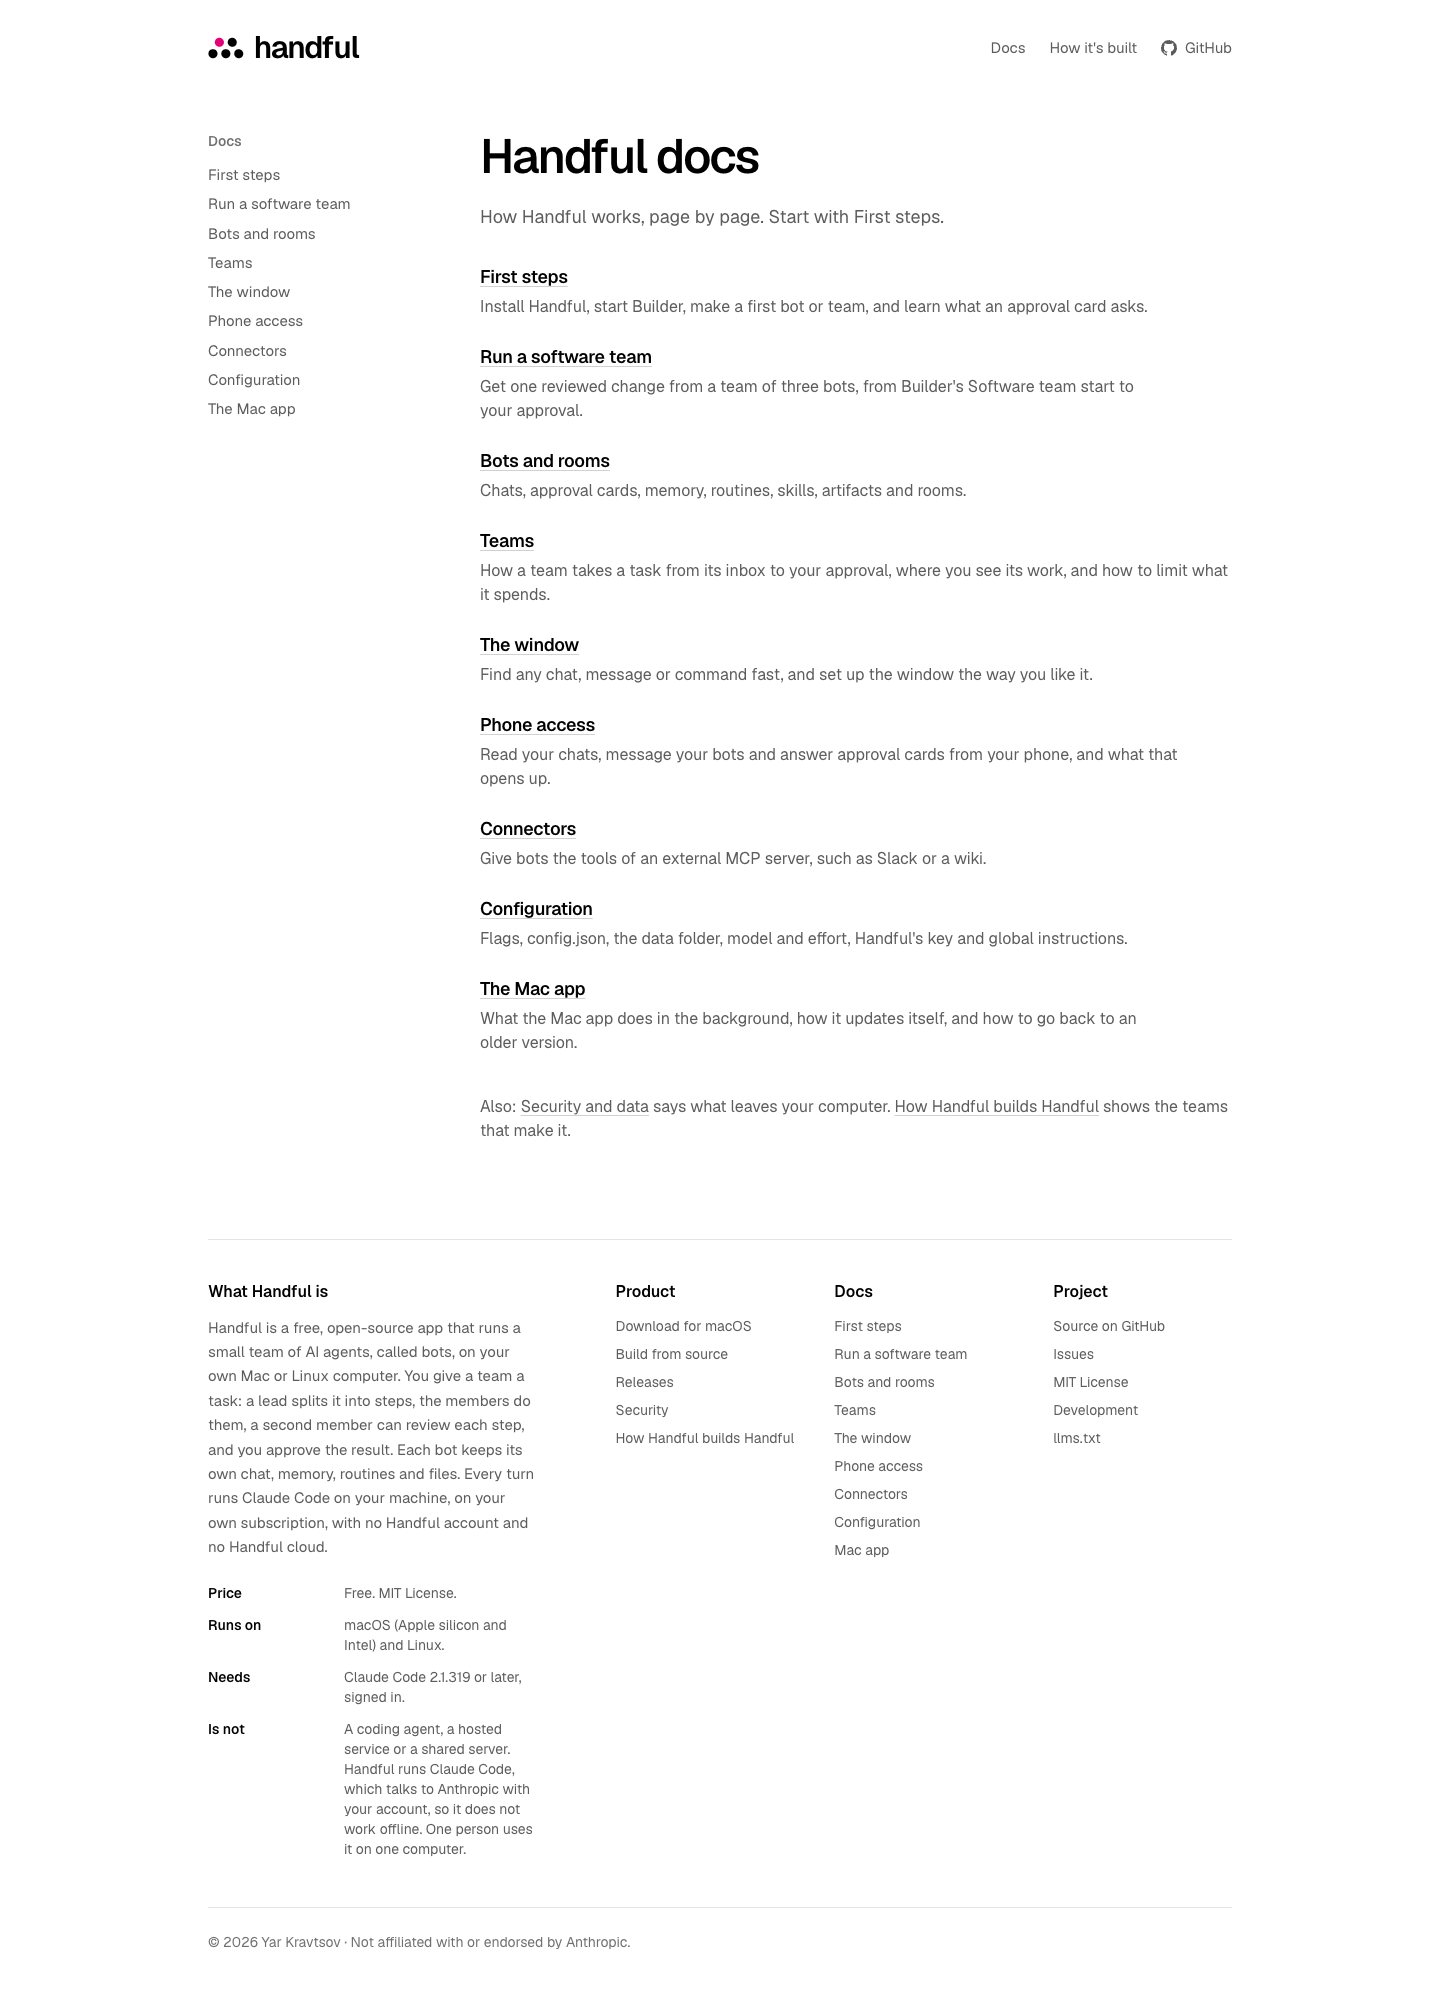 handful
Docs
How it's built
GitHub
Docs
First steps
Run a software team
Bots and rooms
Teams
The window
Phone access
Connectors
Configuration
The Mac app
Handful docs
How Handful works, page by page. Start with First steps.
First steps
Install Handful, start Builder, make a first bot or team, and learn what an approval card asks.
Run a software team
Get one reviewed change from a team of three bots, from Builder's Software team start to
your approval.
Bots and rooms
Chats, approval cards, memory, routines, skills, artifacts and rooms.
Teams
How a team takes a task from its inbox to your approval, where you see its work, and how to limit what
it spends.
The window
Find any chat, message or command fast, and set up the window the way you like it.
Phone access
Read your chats, message your bots and answer approval cards from your phone, and what that
opens up.
Connectors
Give bots the tools of an external MCP server, such as Slack or a wiki.
Configuration
Flags, config.json, the data folder, model and effort, Handful's key and global instructions.
The Mac app
What the Mac app does in the background, how it updates itself, and how to go back to an
older version.
Also: Security and data says what leaves your computer. How Handful builds Handful shows the teams
that make it.
What Handful is
Handful is a free, open-source app that runs a
small team of AI agents, called bots, on your
own Mac or Linux computer. You give a team a
task: a lead splits it into steps, the members do
them, a second member can review each step,
and you approve the result. Each bot keeps its
own chat, memory, routines and files. Every turn
runs Claude Code on your machine, on your
own subscription, with no Handful account and
no Handful cloud.
Price
Free. MIT License.
Runs on
macOS (Apple silicon and
Intel) and Linux.
Needs
Claude Code 2.1.319 or later,
signed in.
Is not
A coding agent, a hosted
service or a shared server.
Handful runs Claude Code,
which talks to Anthropic with
your account, so it does not
work offline. One person uses
it on one computer.
Product
Download for macOS
Build from source
Releases
Security
How Handful builds Handful
Docs
First steps
Run a software team
Bots and rooms
Teams
The window
Phone access
Connectors
Configuration
Mac app
Project
Source on GitHub
Issues
MIT License
Development
llms.txt
© 2026 Yar Kravtsov · Not affiliated with or endorsed by Anthropic.